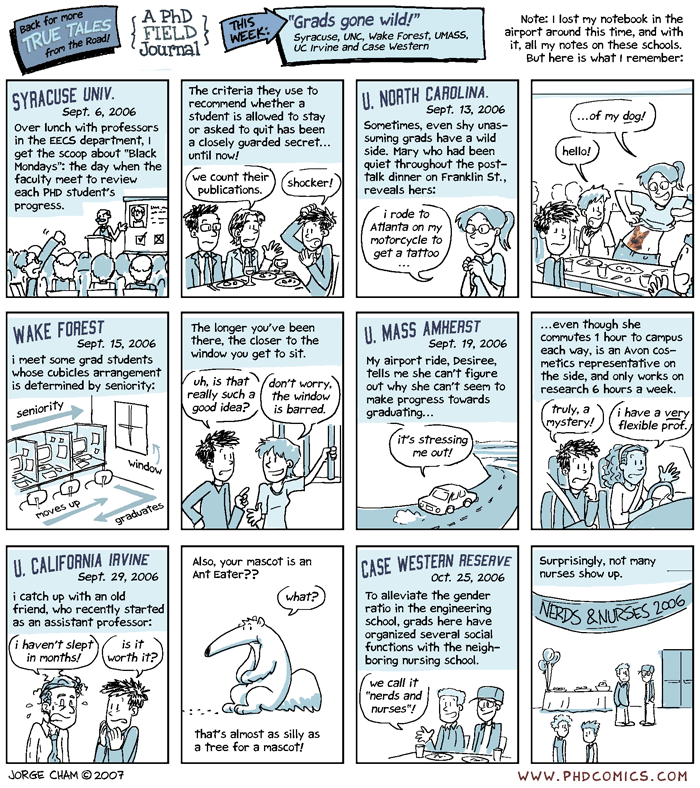 Back for more
TRUE TALES
from the Road!
{A PhD
FIELD
Journal}
THIS
WEEK:
"Grads gone wild!"
Syracuse, UNC, Wake Forest, UMASS,
UC Irvine and Case Western
Note: I lost my notebook in the
airport around this time, and with
it, all my notes on these schools.
But here is what I remember:
SYRACUSE UNIV.
Sept. 6, 2006
Over lunch with professors
in the EECS department, I
get the scoop about "Black
Mondays": the day when the
faculty meet to review
each PhD student's
progress.
The criteria they use to
recommend whether a
student is allowed to stay
or asked to quit has been
a closely guarded secret...
until now!
we count their
publications.
shocker!
U. NORTH CAROLINA.
Sept. 13, 2006
Sometimes, even shy unas-
suming grads have a wild
side. Mary who had been
quiet throughout the post-
talk dinner on Franklin St.,
reveals hers:
i rode to
Atlanta on my
motorcycle to
get a tattoo
...
...of my dog!
hello!
WAKE FOREST
Sept. 15, 2006
i meet some grad students
whose cubicles arrangement
is determined by seniority:
seniority
window
moves up
graduates
The longer you've been
there, the closer to the
window you get to sit.
uh, is that
really such a
good idea?
don't worry,
the window
is barred.
U. MASS AMHERST
Sept. 19, 2006
My airport ride, Desiree,
tells me she can't figure
out why she can't seem to
make progress towards
graduating...
it's stressing
me out!
...even though she
commutes 1 hour to campus
each way, is an Avon cos-
metics representative on
the side, and only works on
research 6 hours a week.
truly, a
mystery!
i have a very
flexible prof.
U. CALIFORNIA IRVINE
Sept. 29, 2006
i catch up with an old
friend, who recently started
as an assistant professor:
i haven't slept
in months!
is it
worth it?
Also, your mascot is an
Ant Eater??
what?
that's almost as silly as
a tree for a mascot!
CASE WESTERN RESERVE
Oct. 25, 2006
To alleviate the gender
ratio in the engineering
school, grads here have
organized several social
functions with the neigh-
boring nursing school.
we call it
"nerds and
nurses"!
Surprisingly, not many
nurses show up.
NERDS & NURSES 2006
JORGE CHAM © 2007
WWW.PHDCOMICS.COM